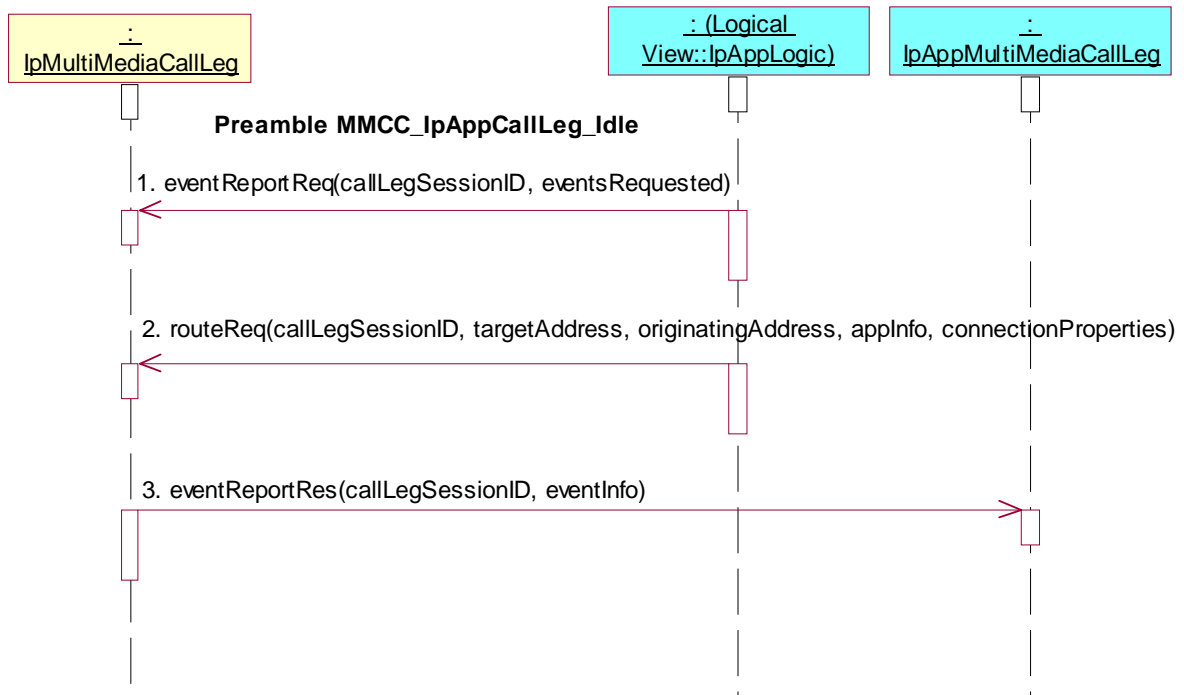 :
IpMultiMediaCallLeg
: (Logical
View::IpAppLogic)
:
IpAppMultiMediaCallLeg
Preamble MMCC_IpAppCallLeg_Idle
1. eventReportReq(callLegSessionID, eventsRequested)
2. routeReq(callLegSessionID, targetAddress, originatingAddress, appInfo, connectionProperties)
3. eventReportRes(callLegSessionID, eventInfo)